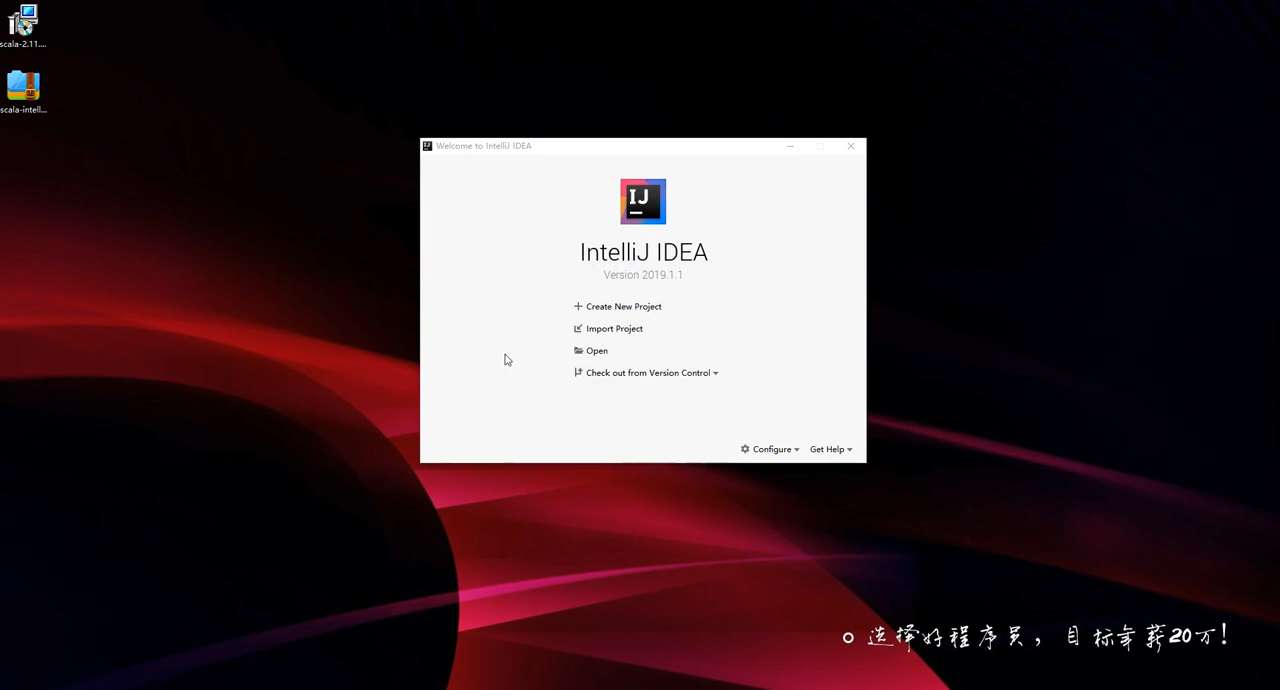 scala-2.11....
scala-intell...
Welcome to IntelliJ IDEA
IJ
IntelliJ IDEA
Version 2019.1.1
Create New Project
Import Project
Open
Check out from Version Control
Configure
Get Help
选择好程序员，目标年薪20万!